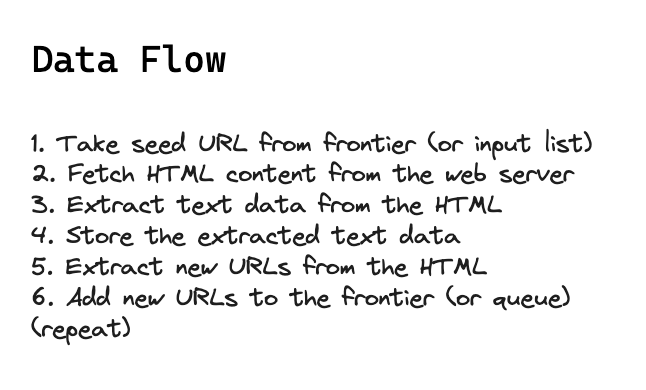 Data Flow
1. Take seed URL from frontier (or input list)
2. Fetch HTML content from the web server
3. Extract text data from the HTML
4. Store the extracted text data
5. Extract new URLs from the HTML
6. Add new URLs to the frontier (or queue)
(repeat)